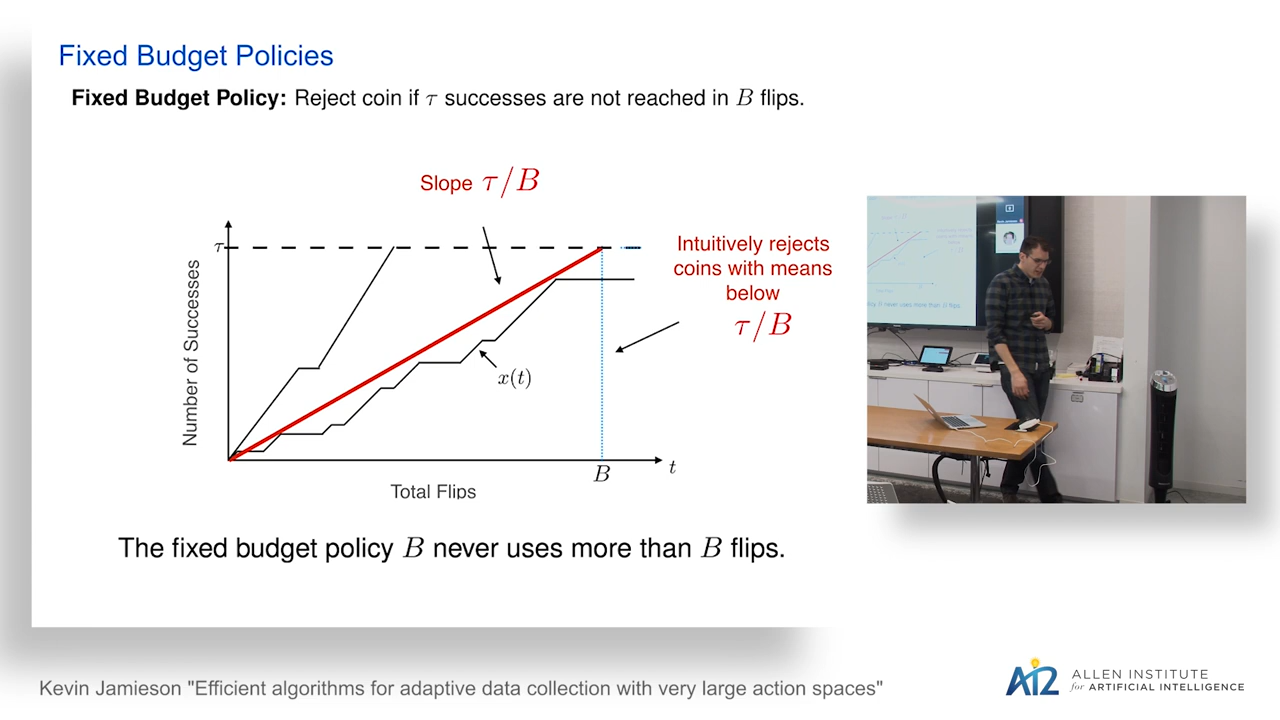 Fixed Budget Policies
Fixed Budget Policy: Reject coin if τ successes are not reached in B flips.
Slope τ/B
τ
Number of Successes
Intuitively rejects
coins with means
below
τ/B
x(t)
B
t
Total Flips
The fixed budget policy B never uses more than B flips.
Kevin Jamieson "Efficient algorithms for adaptive data collection with very large action spaces"
AI2
ALLEN INSTITUTE
for ARTIFICIAL INTELLIGENCE